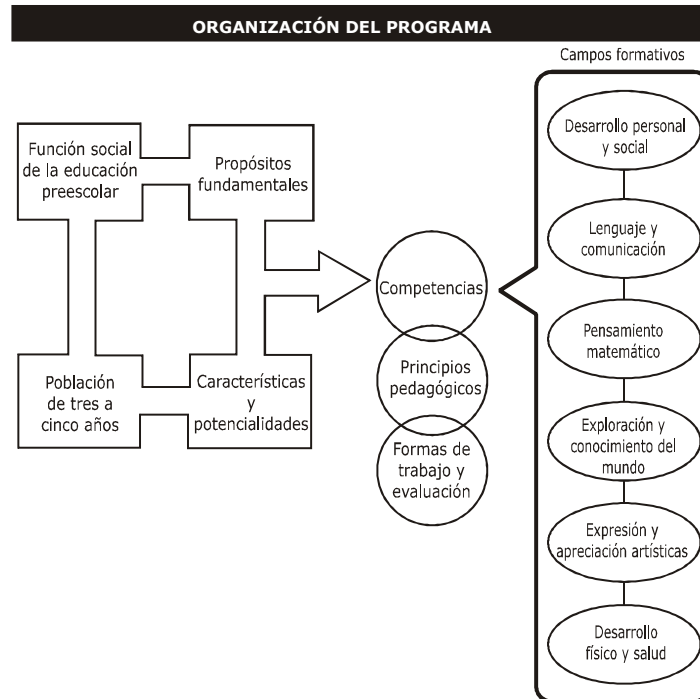 ORGANIZACIÓN DEL PROGRAMA
Campos formativos
Función social
de la educación
preescolar
Propósitos
fundamentales
Población
de tres a
cinco años
Características
y
potencialidades
Competencias
Principios
pedagógicos
Formas de
trabajo y
evaluación
Desarrollo personal
y social
Lenguaje y
comunicación
Pensamiento
matemático
Exploración y
conocimiento del
mundo
Expresión y
apreciación artísticas
Desarrollo
físico y salud